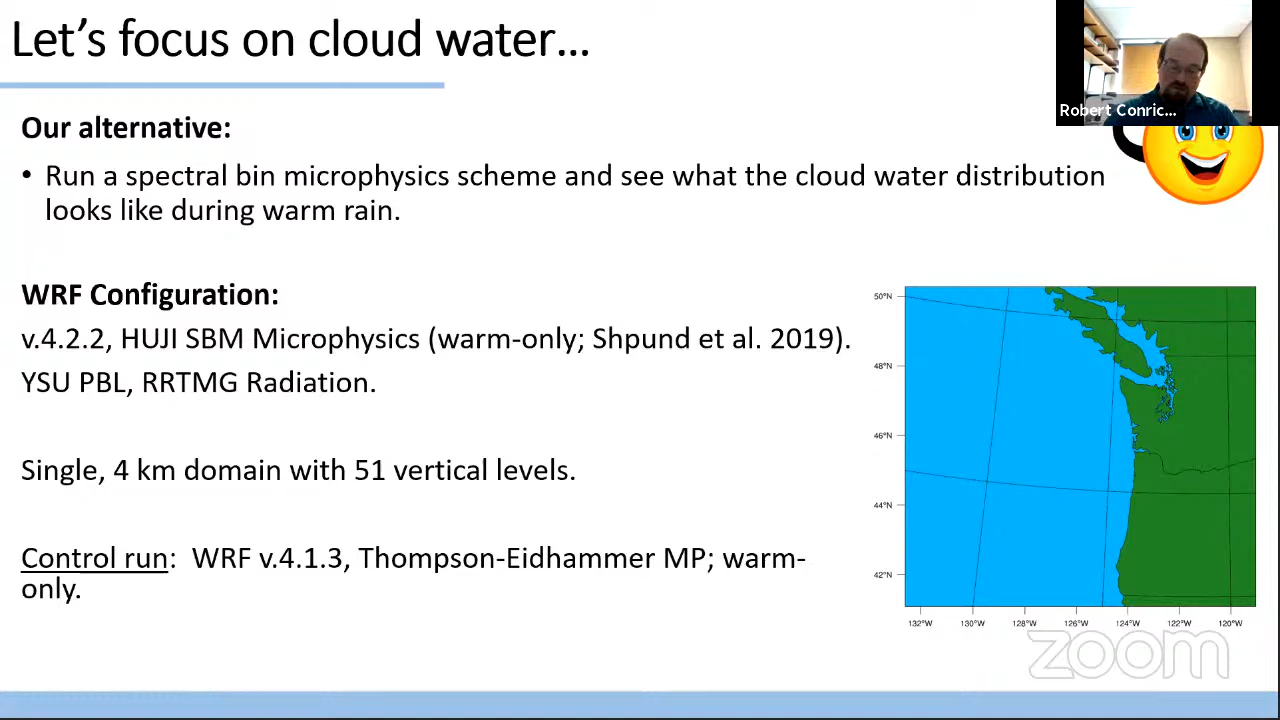 Let's focus on cloud water…
Robert Conric...
Our alternative:
• Run a spectral bin microphysics scheme and see what the cloud water distribution
looks like during warm rain.
WRF Configuration:
v.4.2.2, HUJI SBM Microphysics (warm-only; Shpund et al. 2019).
YSU PBL, RRTMG Radiation.
Single, 4 km domain with 51 vertical levels.
Control run:  WRF v.4.1.3, Thompson-Eidhammer MP; warm-
only.
50°N
48°N
46°N
44°N
42°N
132°W 130°W 128°W 126°W 124°W 122°W 120°W
zoom